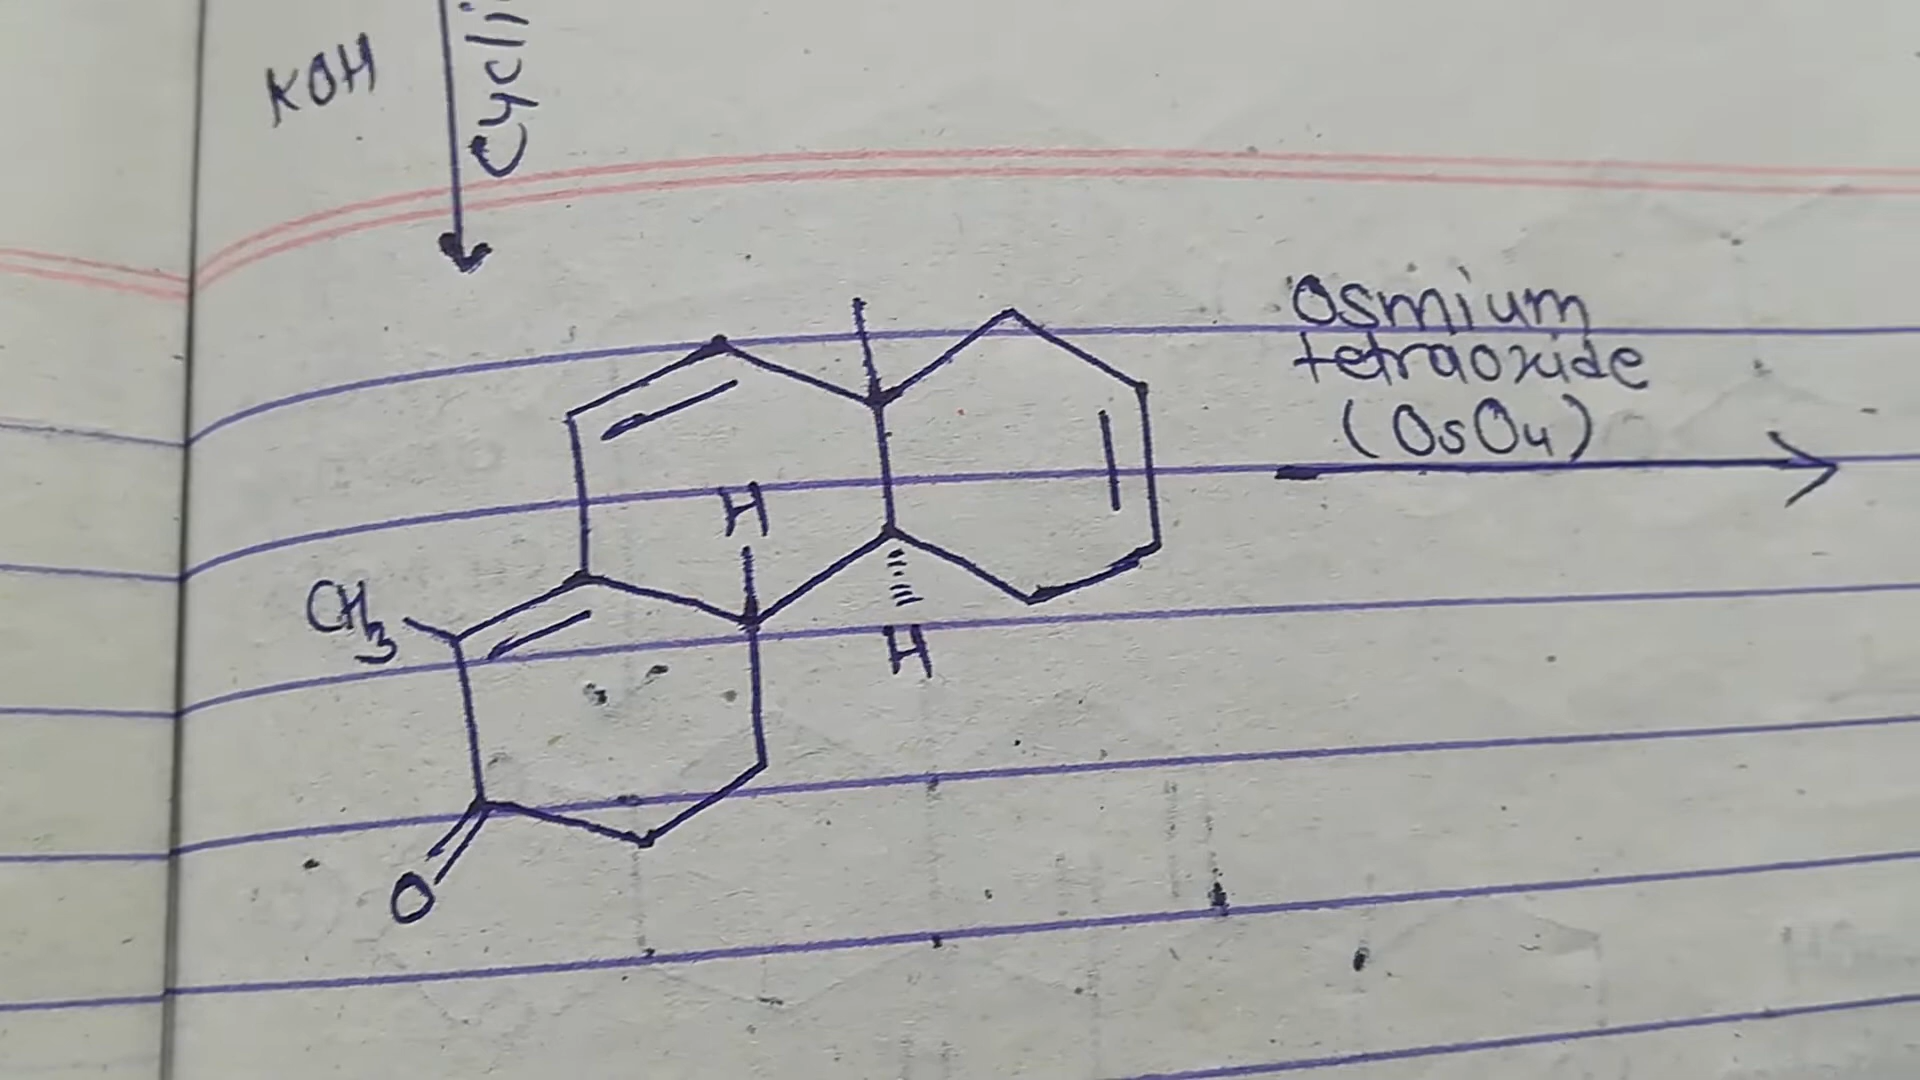 KOH
Cycli
Osmium
tetraoxide
(OsO4)
H
CH3
H
O